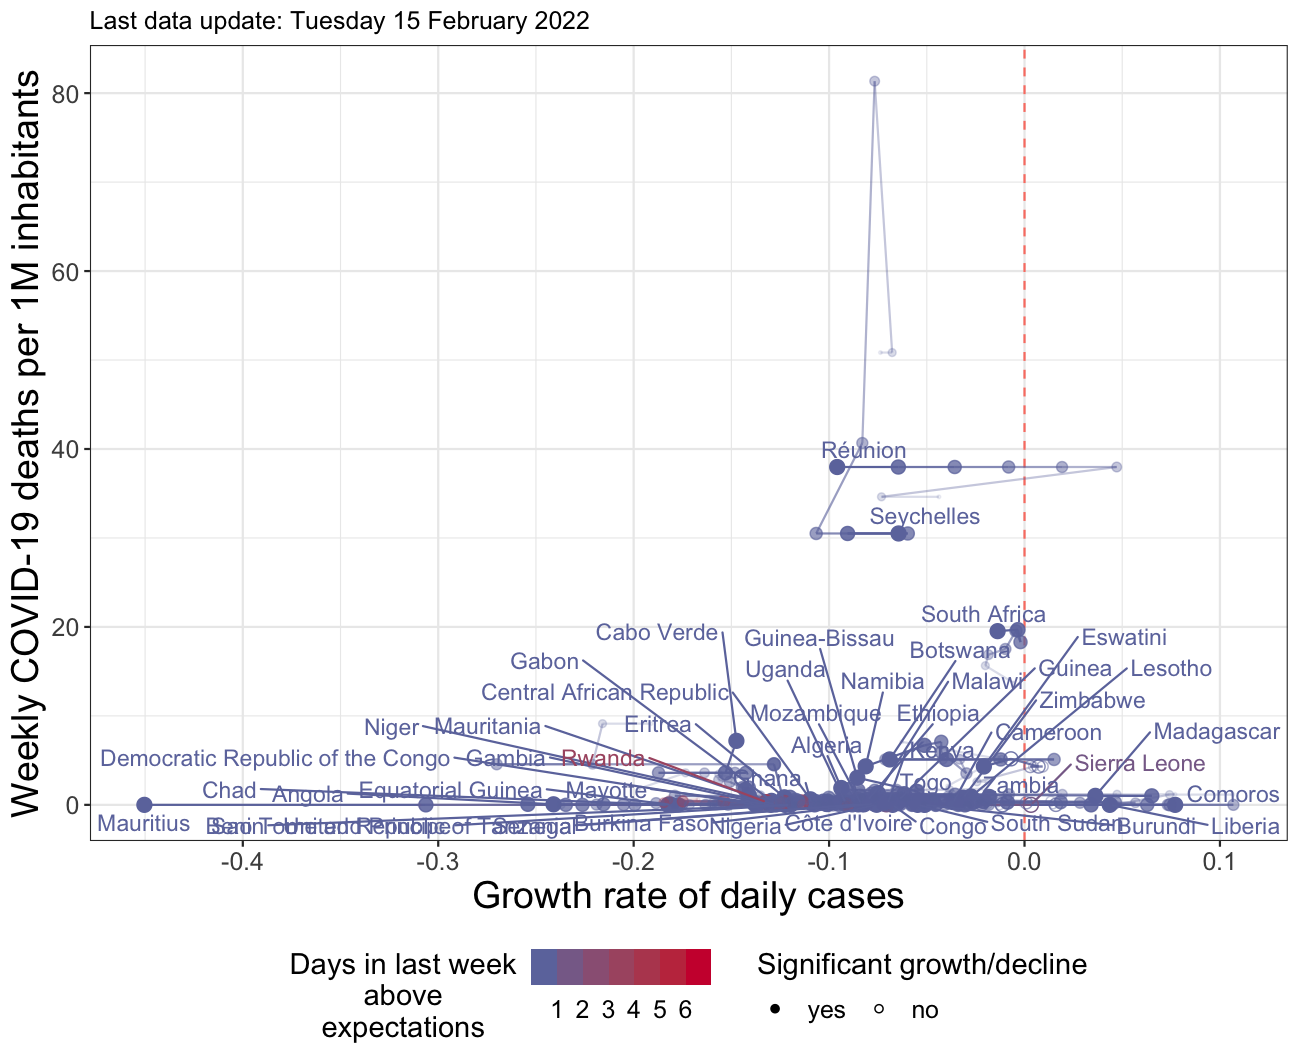 Last data update: Tuesday 15 February 2022
Weekly COVID-19 deaths per 1M inhabitants
80
60
40
20
0
Réunion
Seychelles
South Africa
Cabo Verde
Guinea-Bissau
Eswatini
Botswana
Gabon
Uganda
Guinea
Lesotho
Namibia
Malawi
Central African Republic
Zimbabwe
Mozambique
Ethiopia
Niger
Mauritania
Eritrea
Cameroon
Madagascar
Algeria
Kenya
Democratic Republic of the Congo
Gambia
Rwanda
Sierra Leone
Ghana
Togo
Chad
Angola
Equatorial Guinea
Mayotte
Comoros
Mauritius
Senegal
Burkina Faso
Nigeria
Côte d'Ivoire
Congo
South Sudan
Burundi
Liberia
-0.4
-0.3
-0.2
-0.1
0.0
0.1
Growth rate of daily cases
Days in last week
above
expectations
1 2 3 4 5 6
Significant growth/decline
yes
no